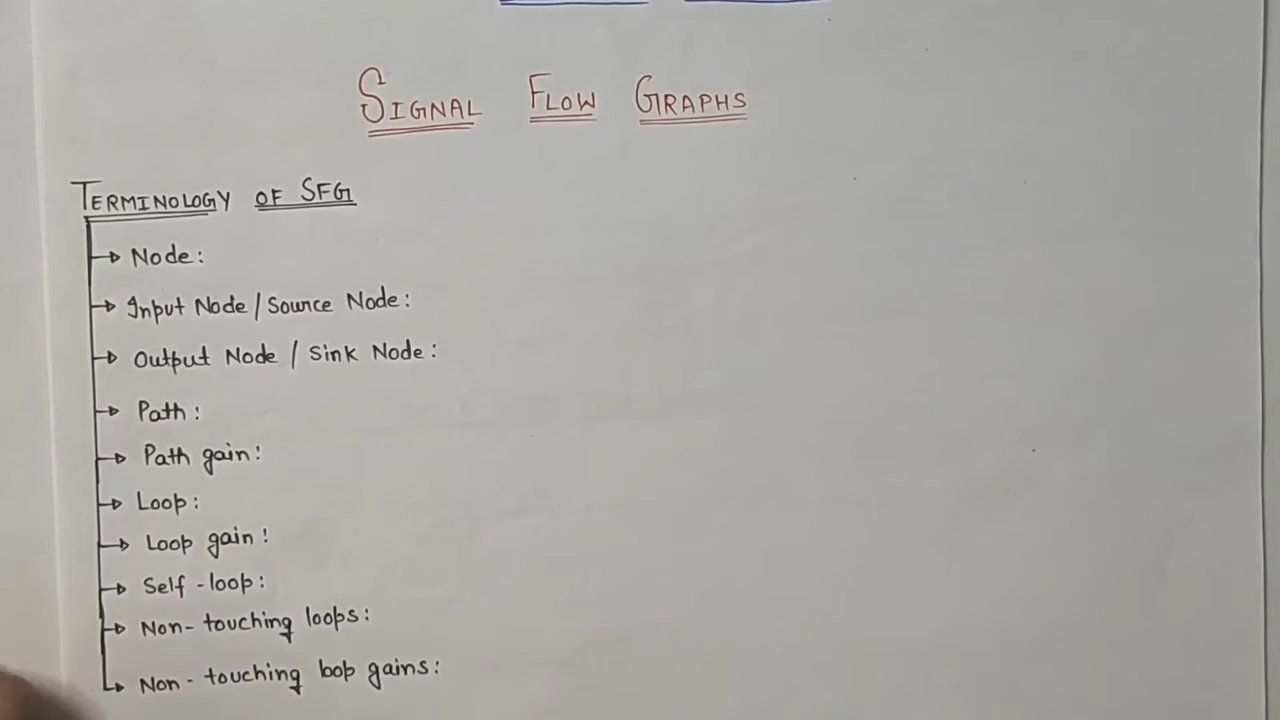 SIGNAL FLOW GRAPHS
TERMINOLOGY OF SFG
Node:
Input Node / Source Node:
Output Node / Sink Node:
Path:
Path gain:
Loop:
Loop gain:
Self-loop:
Non-touching loops:
Non-touching loop gains: